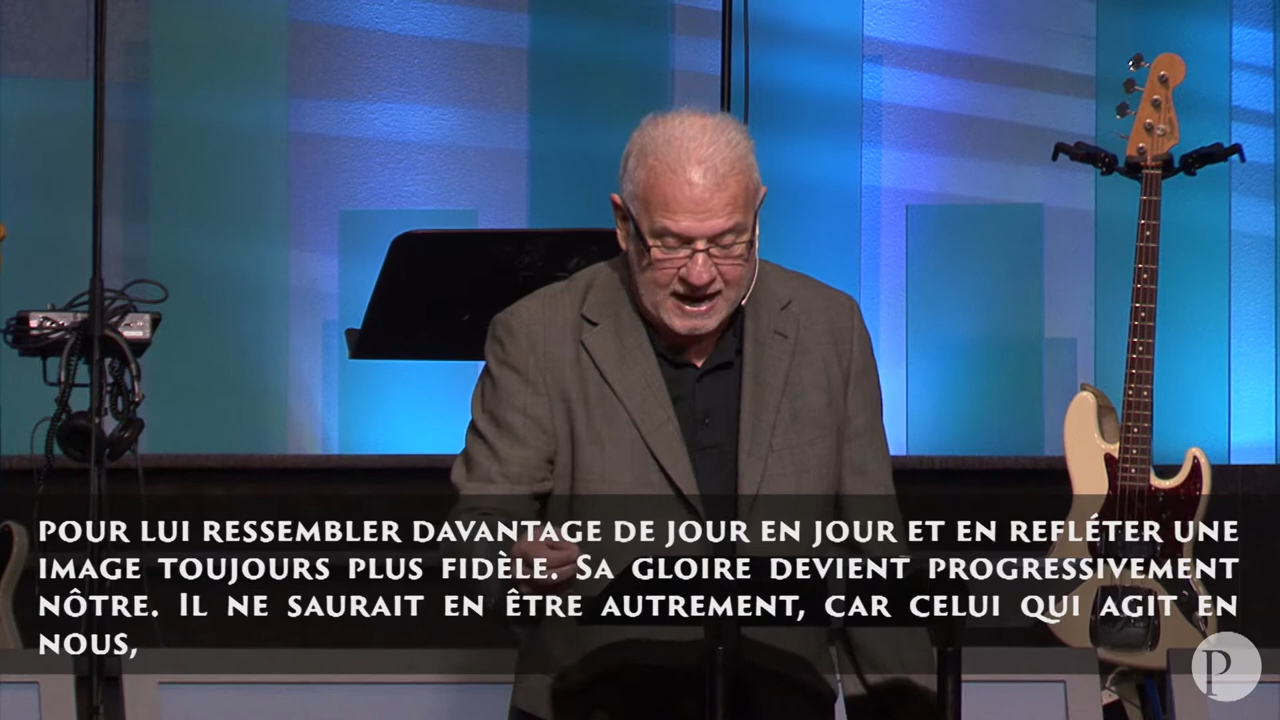 POUR LUI RESSEMBLER DAVANTAGE DE JOUR EN JOUR ET EN REFLÉTER UNE
IMAGE TOUJOURS PLUS FIDÈLE. SA GLOIRE DEVIENT PROGRESSIVEMENT
NÔTRE. IL NE SAURAIT EN ÊTRE AUTREMENT, CAR CELUI QUI AGIT EN
NOUS,
P